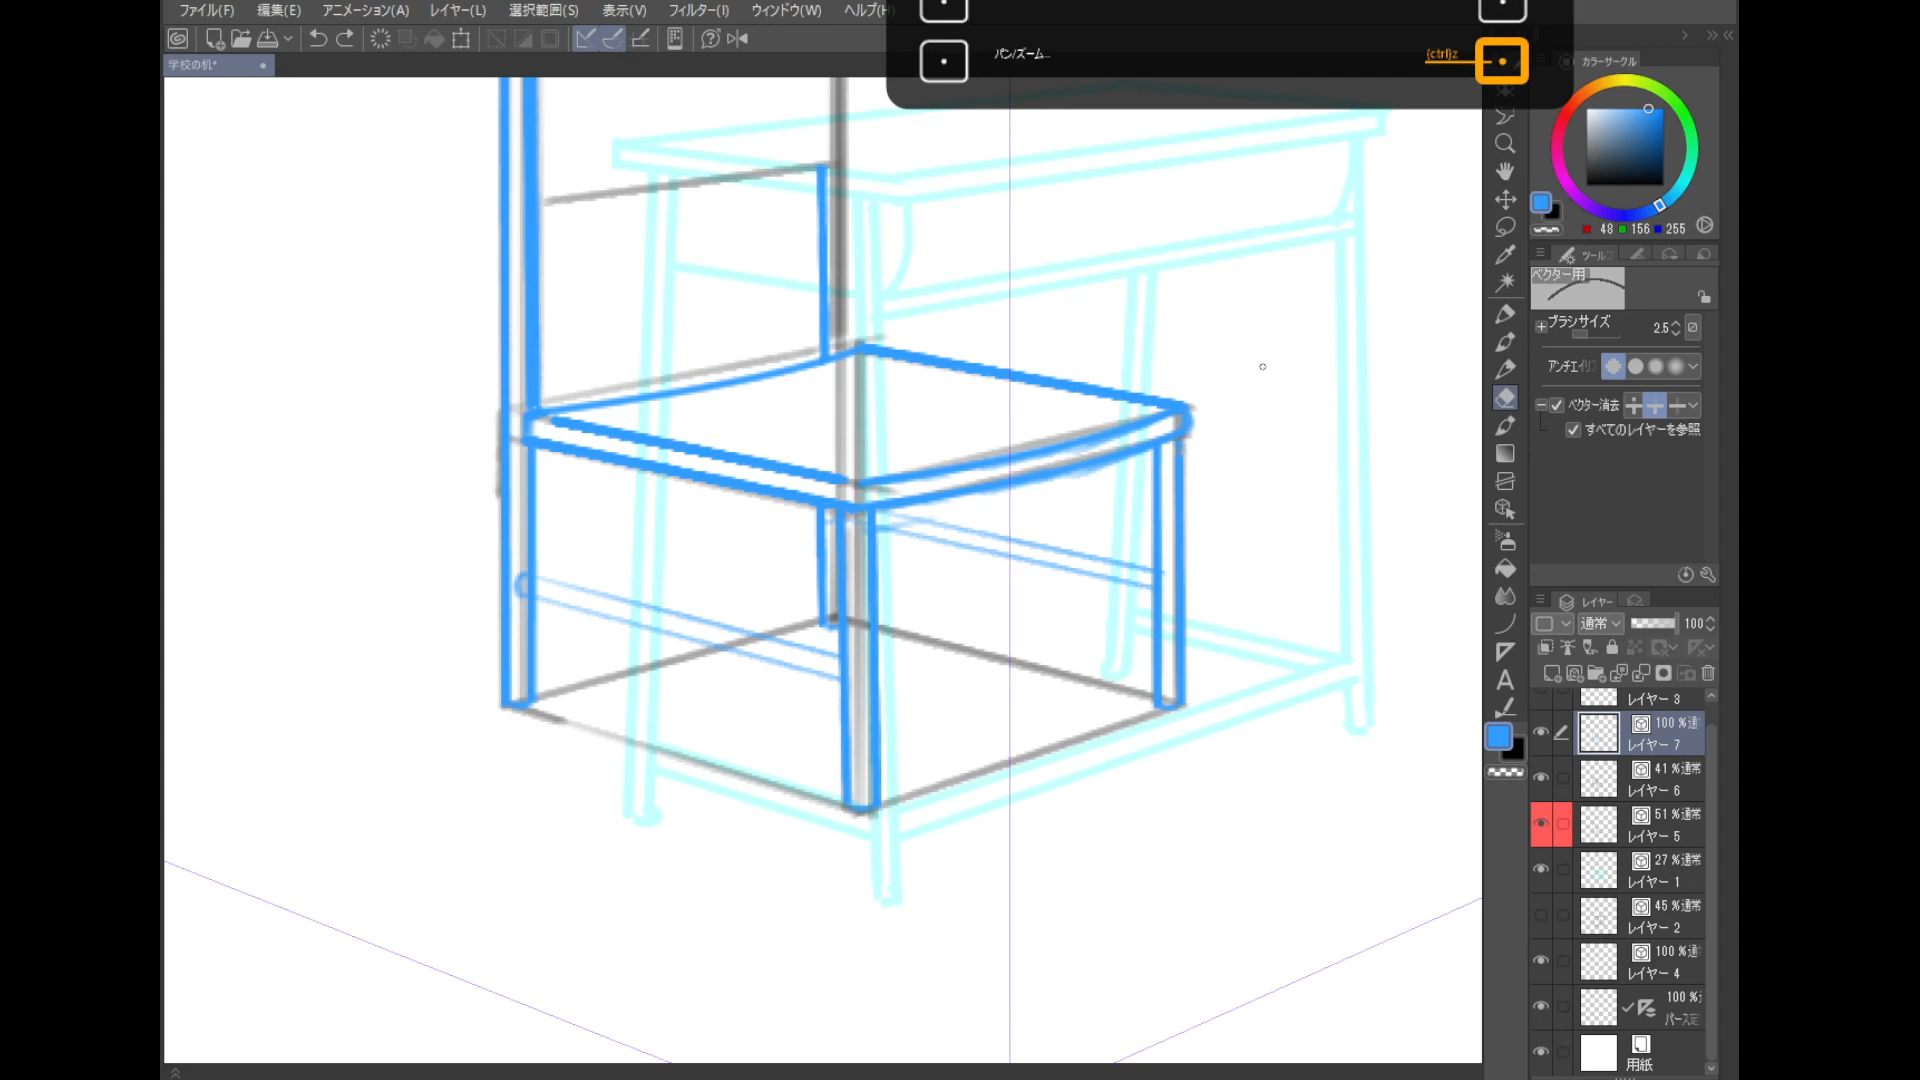 ファイル(F) 編集(E) アニメーション(A) レイヤー(L) 選択範囲(S) 表示(V) フィルター(I) ウィンドウ(W) ヘルプ(H
パン/ズーム...
{ctrl}z
学校の机*
カラーサークル
48 156 255
ツール
ベクター用
ブラシサイズ 2.5
アンチエイリ
ベクター消去
すべてのレイヤーを参照
レイヤー
通常 100
レイヤー 3
100 %通
レイヤー 7
41 %通常
レイヤー 6
51 %通常
レイヤー 5
27 %通常
レイヤー 1
45 %通常
レイヤー 2
100 %通
レイヤー 4
100 %
パース定
用紙